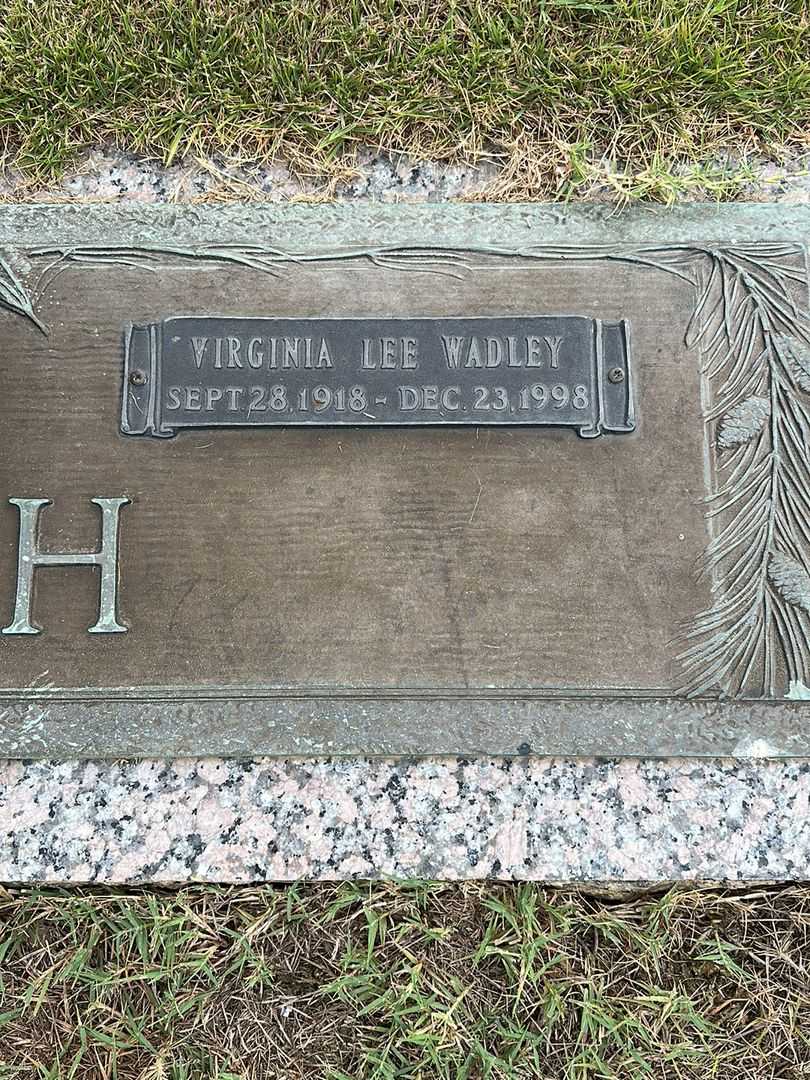 VIRGINIA LEE WADLEY
SEPT. 28, 1918 - DEC. 23, 1998
H